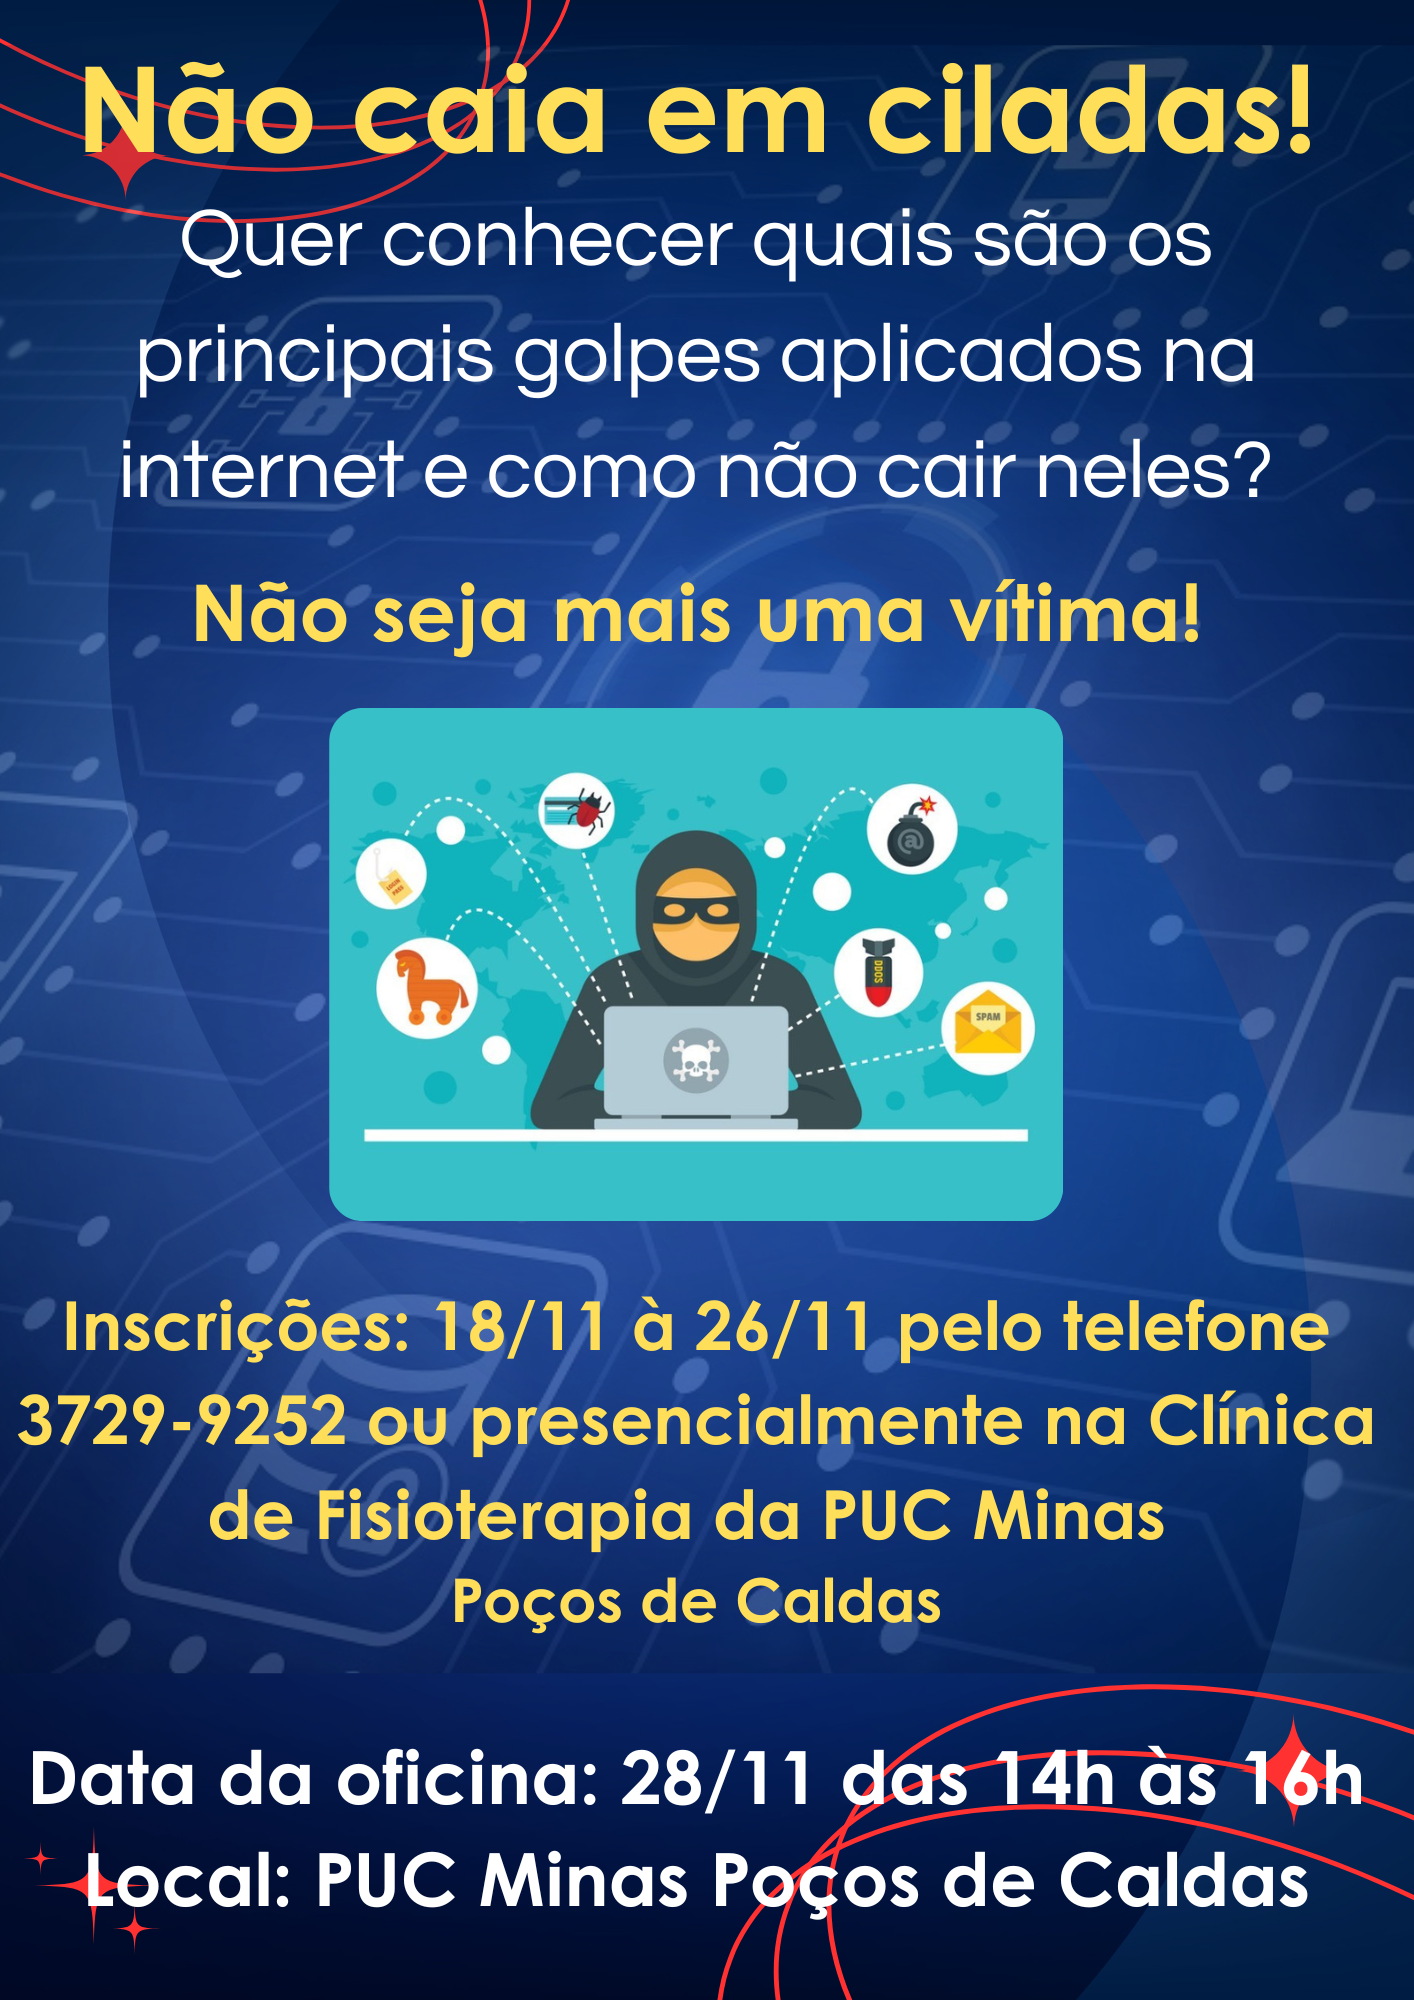 Não caia em ciladas!
Quer conhecer quais são os
principais golpes aplicados na
internet e como não cair neles?
Não seja mais uma vítima!
LOGIN
PASS
@
DDOS
SPAM
Inscrições: 18/11 à 26/11 pelo telefone
3729-9252 ou presencialmente na Clínica
de Fisioterapia da PUC Minas
Poços de Caldas
Data da oficina: 28/11 das 14h às 16h
Local: PUC Minas Poços de Caldas